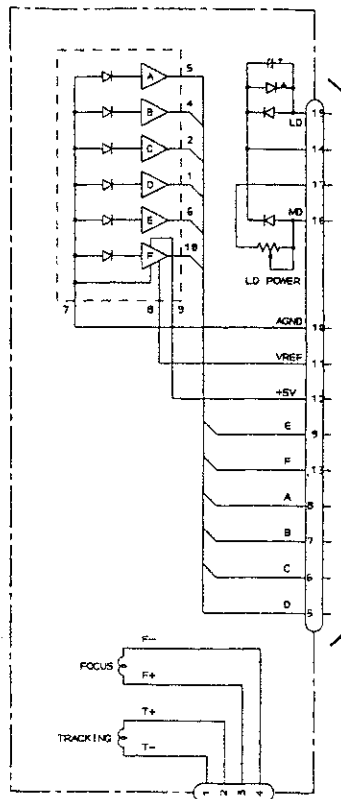 A 5
B 4
C 2
D 1
E 6
F 10
7 8 9
LD 15
14
17
MD 16
LD POWER
AGND 10
VREF 11
+5V 12
E 9
F 13
A 8
B 7
C 6
D 5
F-
FOCUS
F+
T+
TRACKING
T-
1 2 3 4